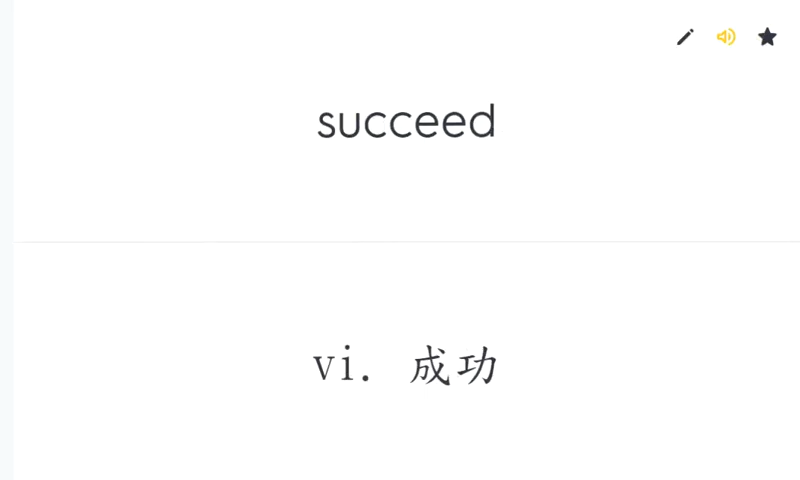 succeed
vi. 成功